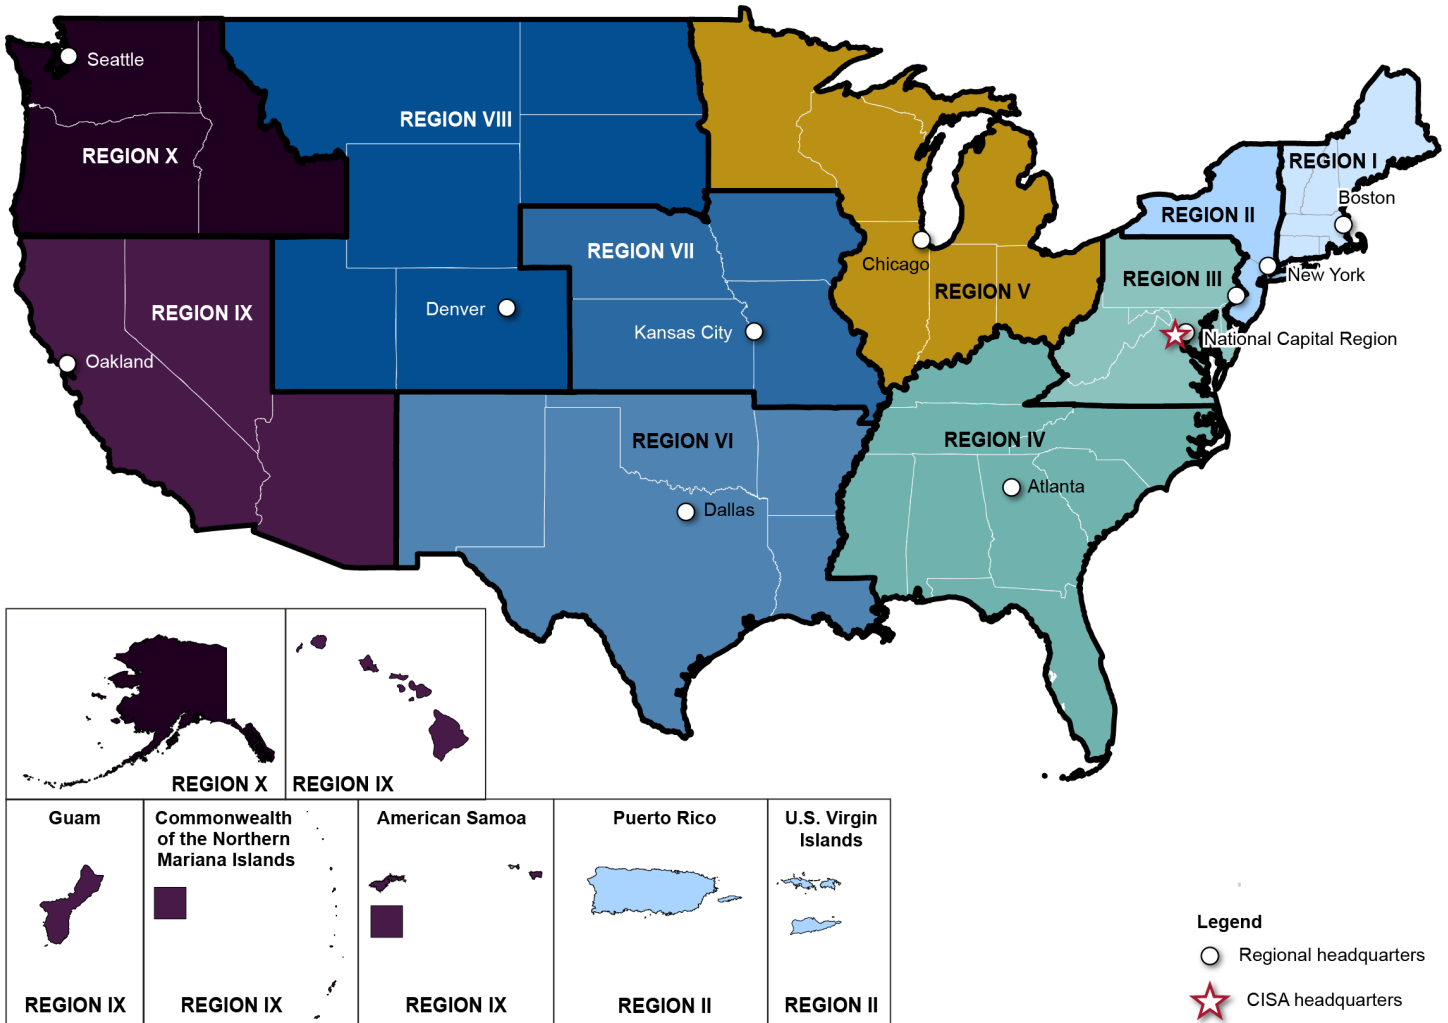 Seattle
REGION VIII
REGION X
REGION I
Boston
REGION II
REGION VII
Chicago
New York
REGION III
REGION V
REGION IX
Denver
Kansas City
National Capital Region
Oakland
REGION VI
REGION IV
Atlanta
Dallas
REGION X
REGION IX
Guam
Commonwealth
of the Northern
Mariana Islands
American Samoa
Puerto Rico
U.S. Virgin
Islands
REGION IX
REGION IX
REGION IX
REGION II
REGION II
Legend
Regional headquarters
CISA headquarters